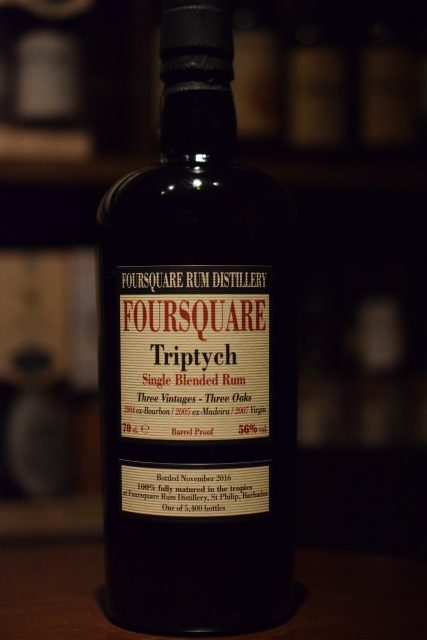 FOURSQUARE RUM DISTILLERY
FOURSQUARE
Triptych
Single Blended Rum
Three Vintages - Three Oaks
2004 ex-Bourbon / 2005 ex-Madeira / 2007 Virgin
70 cl. ℮ Barrel Proof 56% vol.
Bottled November 2016
100% fully matured in the tropics
at Foursquare Rum Distillery, St Philip, Barbados
One of 5,400 bottles